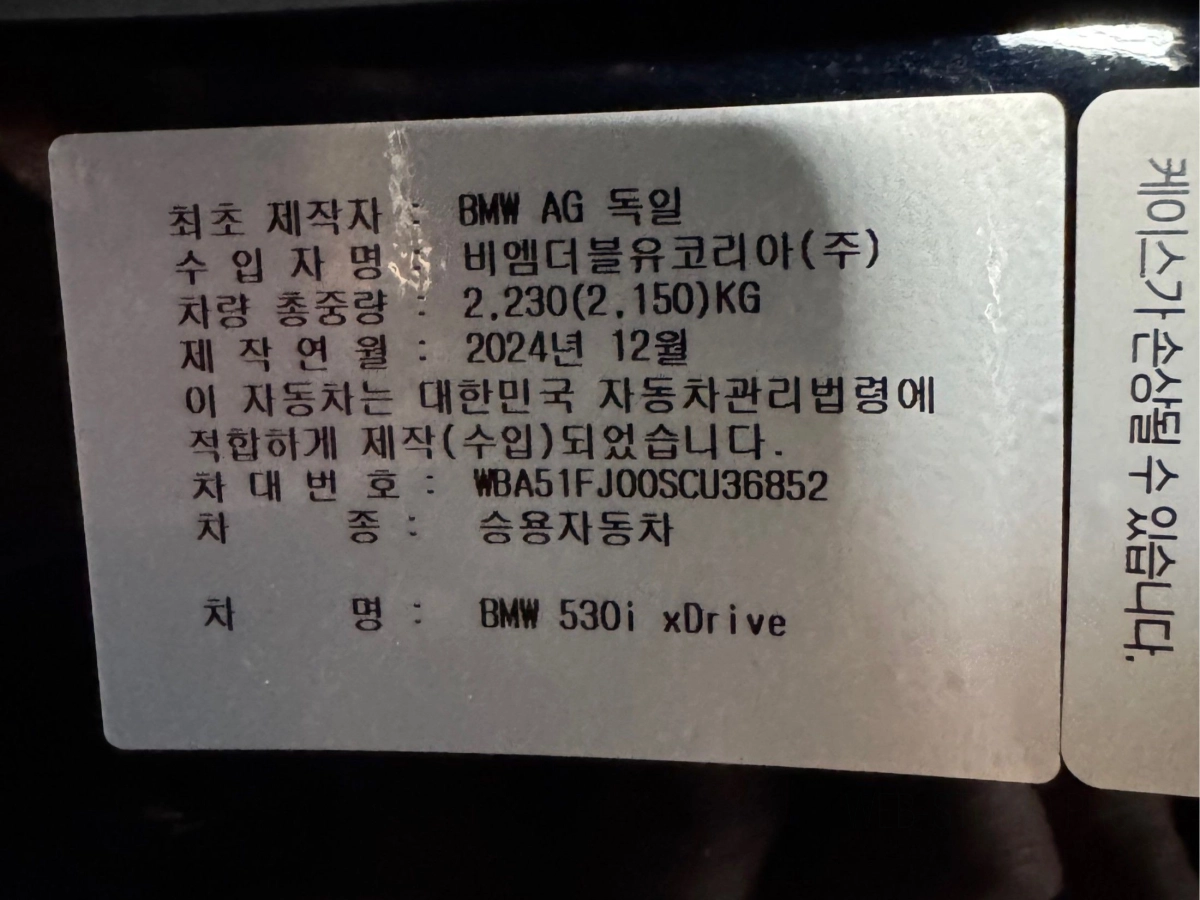 최초 제작자 : BMW AG 독일
수 입 자 명 : 비엠더블유코리아(주)
차량 총중량 : 2,230(2,150)KG
제 작 연 월 : 2024년 12월
이 자동차는 대한민국 자동차관리법령에
적합하게 제작(수입)되었습니다.
차 대 번 호 : WBA51FJ00SCU36852
차 종 : 승용자동차
차 명 : BMW 530i xDrive
케이스가 손상될 수 있습니다.